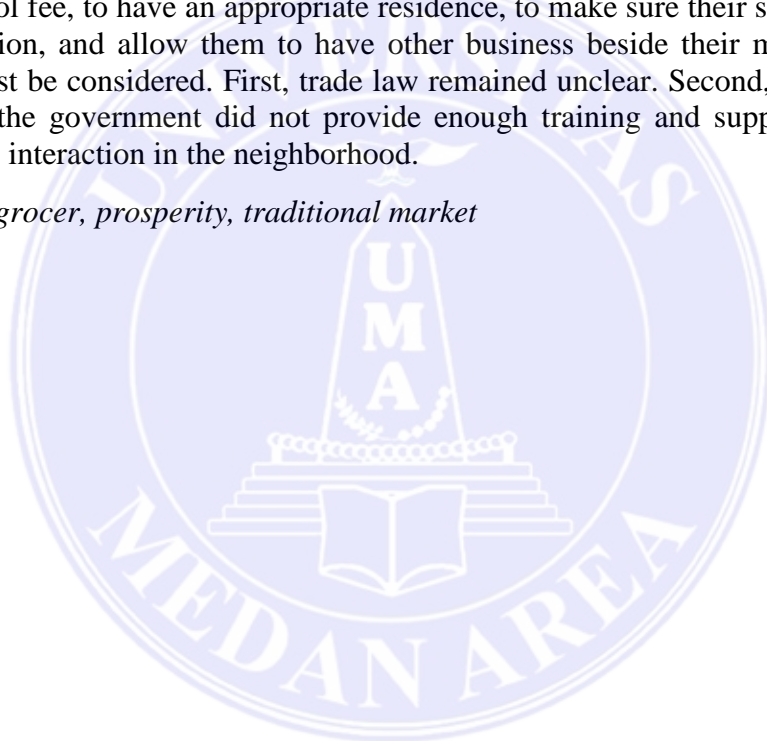 ol fee, to have an appropriate residence, to make sure their s
ion, and allow them to have other business beside their m
st be considered. First, trade law remained unclear. Second,
the government did not provide enough training and supp
interaction in the neighborhood.
grocer, prosperity, traditional market
UNIVERSITAS
UMA
MEDAN AREA